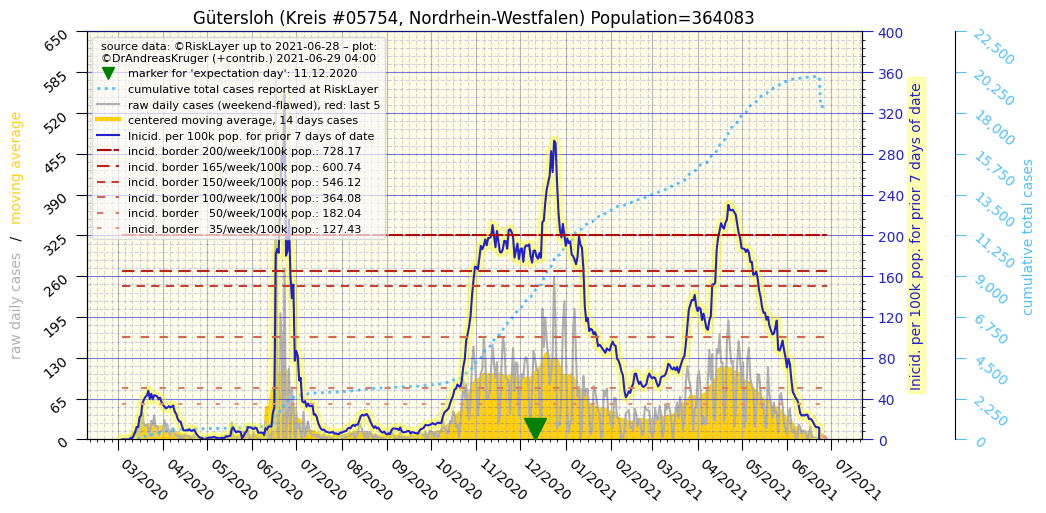 Gütersloh (Kreis #05754, Nordrhein-Westfalen) Population=364083
source data: ©RiskLayer up to 2021-06-28 – plot:
©DrAndreasKruger (+contrib.) 2021-06-29 04:00
marker for 'expectation day': 11.12.2020
cumulative total cases reported at RiskLayer
raw daily cases (weekend-flawed), red: last 5
centered moving average, 14 days cases
Inicid. per 100k pop. for prior 7 days of date
incid. border 200/week/100k pop.: 728.17
incid. border 165/week/100k pop.: 600.74
incid. border 150/week/100k pop.: 546.12
incid. border 100/week/100k pop.: 364.08
incid. border   50/week/100k pop.: 182.04
incid. border   35/week/100k pop.: 127.43
raw daily cases / moving average
650
585
520
455
390
325
260
195
130
65
0
03/2020
04/2020
05/2020
06/2020
07/2020
08/2020
09/2020
10/2020
11/2020
12/2020
01/2021
02/2021
03/2021
04/2021
05/2021
06/2021
07/2021
400
360
320
280
240
200
160
120
80
40
0
Inicid. per 100k pop. for prior 7 days of date
22,500
20,250
18,000
15,750
13,500
11,250
9,000
6,750
4,500
2,250
0
cumulative total cases